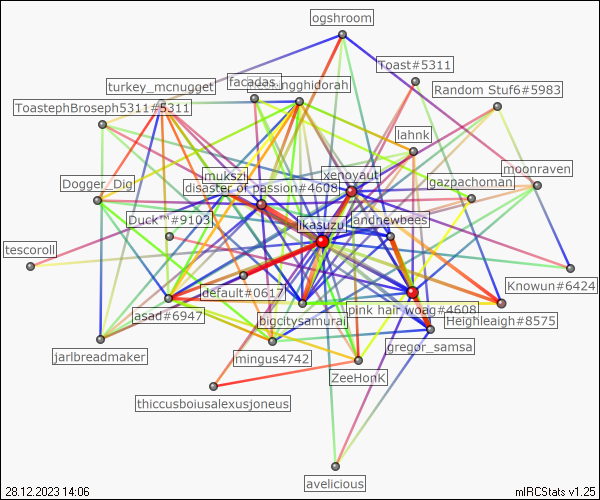 ogshroom
Toast#5311
turkey_mcnugget
facadas_
ngghidorah
Random Stuf6#5983
ToastephBroseph5311#5311
lahnk
moonraven
mukszi
xenoyaut
Dogger_Dig
disaster of passion#4608
gazpachoman
Duck™#9103
ikasuzu
andnewbees
tescoroll
default#0617
Knowun#6424
asad#6947
bigcitysamurai
pink hair woag#4608
Heighleaigh#8575
jarlbreadmaker
mingus4742
gregor_samsa
ZeeHonK
thiccusboiusalexusjoneus
avelicious
28.12.2023 14:06
mIRCStats v1.25